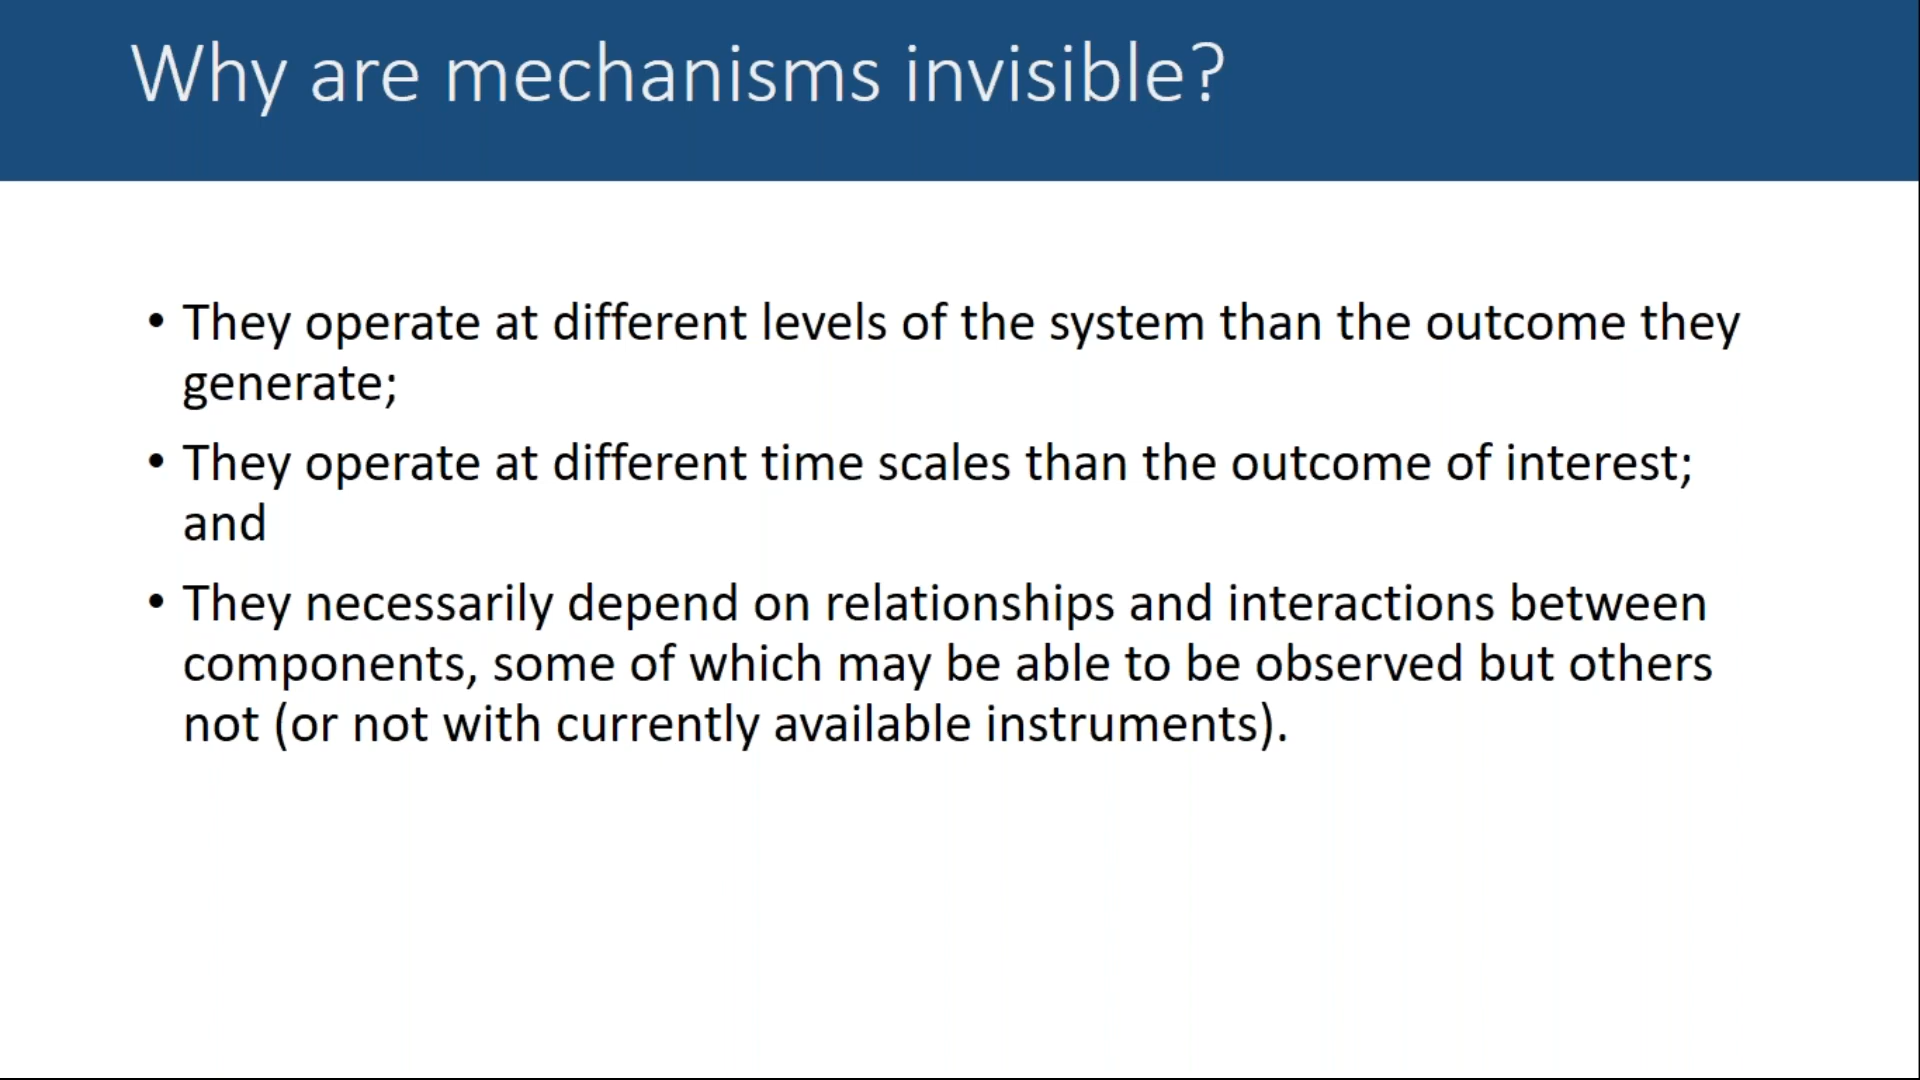 Why are mechanisms invisible?
• They operate at different levels of the system than the outcome they
generate;
• They operate at different time scales than the outcome of interest;
and
• They necessarily depend on relationships and interactions between
components, some of which may be able to be observed but others
not (or not with currently available instruments).